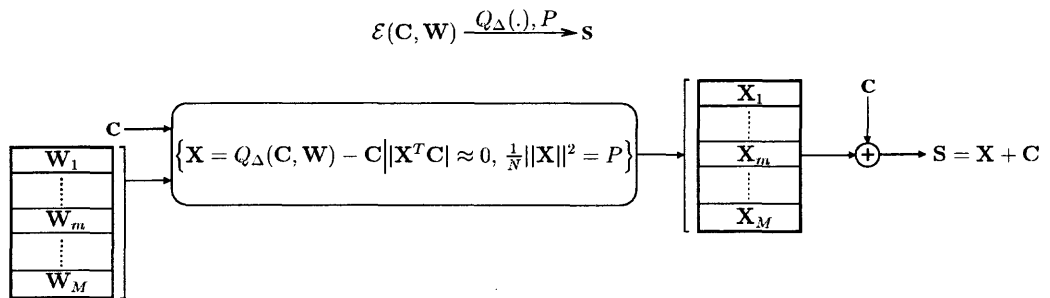 ℰ(C, W) Q_Δ(.), P s
C
W_1
W_m
W_M
{X = Q_Δ(C, W) − C| ||X^T C| ≈ 0, 1/N ||X||^2 = P}
X_1
X_m
X_M
C
+
S = X + C